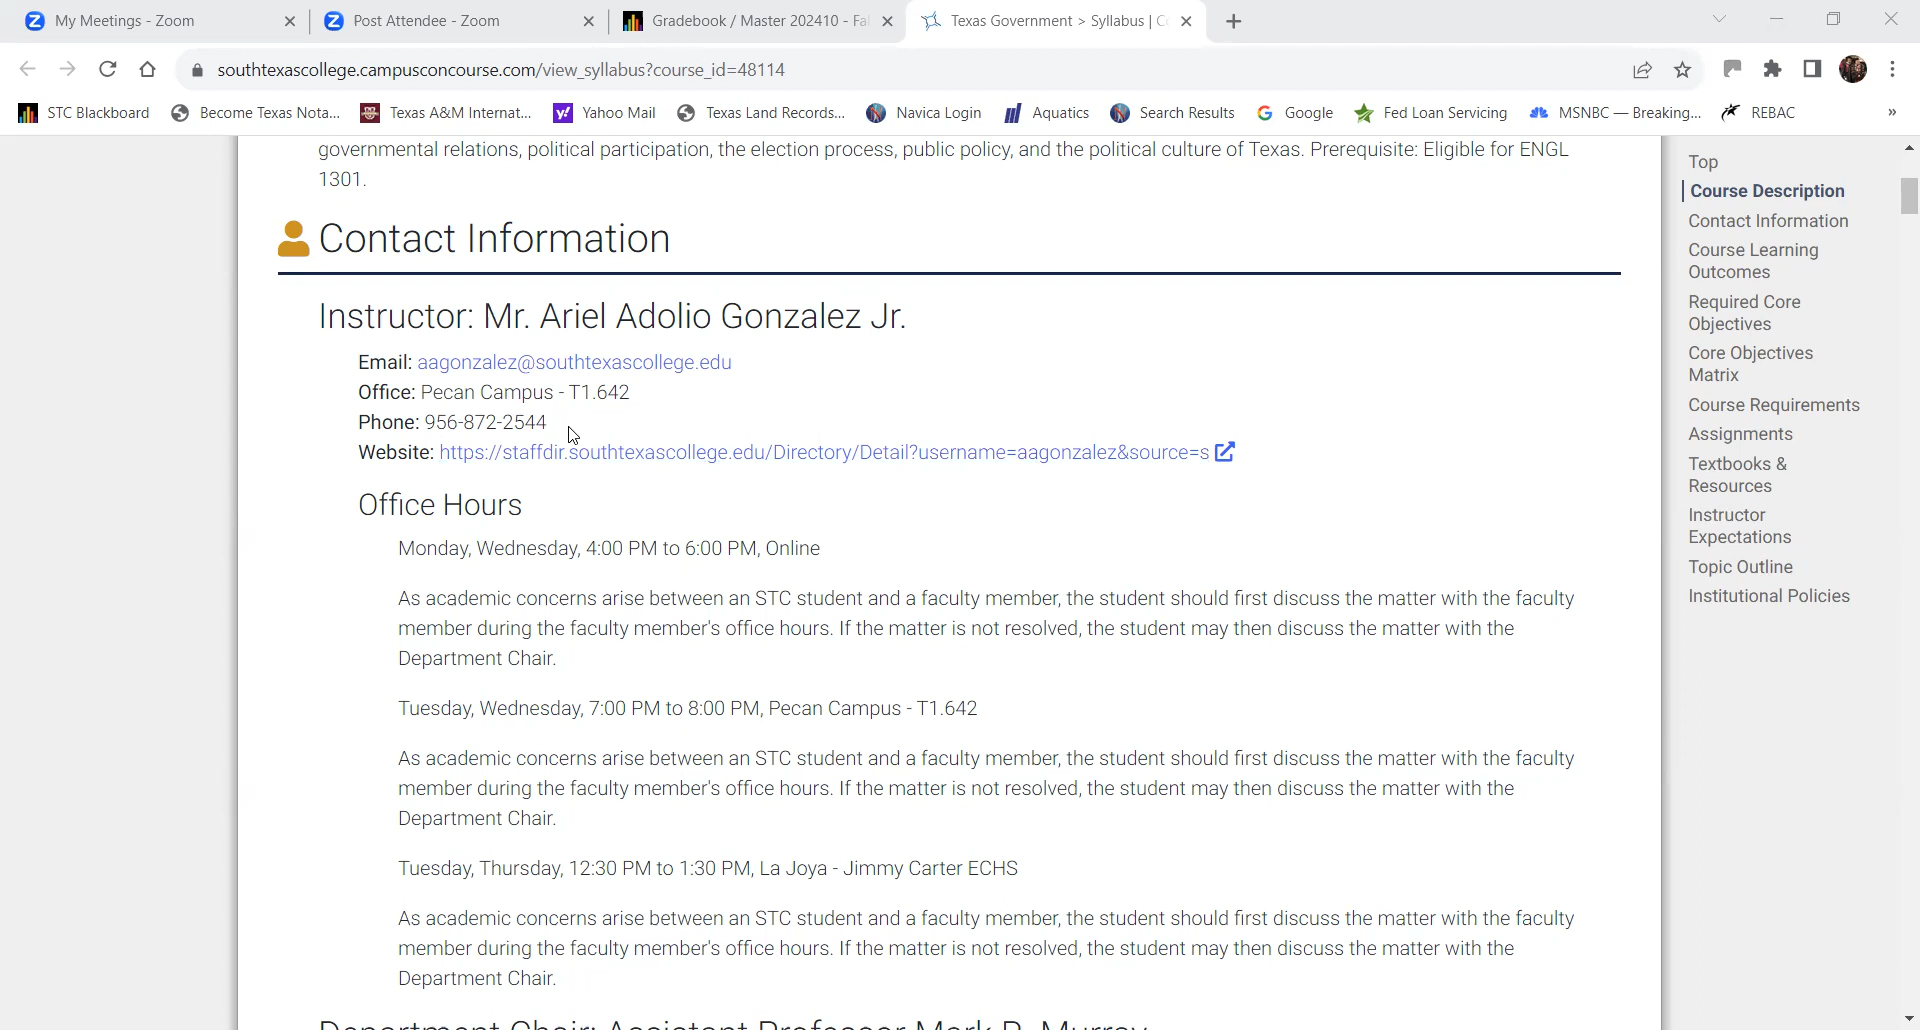 My Meetings - Zoom
Post Attendee - Zoom
Gradebook / Master 202410 - Fal
Texas Government > Syllabus | Co
southtexascollege.campusconcourse.com/view_syllabus?course_id=48114
STC Blackboard
Become Texas Nota...
Texas A&M Internat...
Yahoo Mail
Texas Land Records...
Navica Login
Aquatics
Search Results
Google
Fed Loan Servicing
MSNBC — Breaking...
REBAC
»
governmental relations, political participation, the election process, public policy, and the political culture of Texas. Prerequisite: Eligible for ENGL
1301.
Contact Information
Instructor: Mr. Ariel Adolio Gonzalez Jr.
Email: aagonzalez@southtexascollege.edu
Office: Pecan Campus - T1.642
Phone: 956-872-2544
Website: https://staffdir.southtexascollege.edu/Directory/Detail?username=aagonzalez&source=s
Office Hours
Monday, Wednesday, 4:00 PM to 6:00 PM, Online
As academic concerns arise between an STC student and a faculty member, the student should first discuss the matter with the faculty
member during the faculty member's office hours. If the matter is not resolved, the student may then discuss the matter with the
Department Chair.
Tuesday, Wednesday, 7:00 PM to 8:00 PM, Pecan Campus - T1.642
As academic concerns arise between an STC student and a faculty member, the student should first discuss the matter with the faculty
member during the faculty member's office hours. If the matter is not resolved, the student may then discuss the matter with the
Department Chair.
Tuesday, Thursday, 12:30 PM to 1:30 PM, La Joya - Jimmy Carter ECHS
As academic concerns arise between an STC student and a faculty member, the student should first discuss the matter with the faculty
member during the faculty member's office hours. If the matter is not resolved, the student may then discuss the matter with the
Department Chair.
Department Chair: Assistant Professor Mark R. Murray
Top
Course Description
Contact Information
Course Learning
Outcomes
Required Core
Objectives
Core Objectives
Matrix
Course Requirements
Assignments
Textbooks &
Resources
Instructor
Expectations
Topic Outline
Institutional Policies